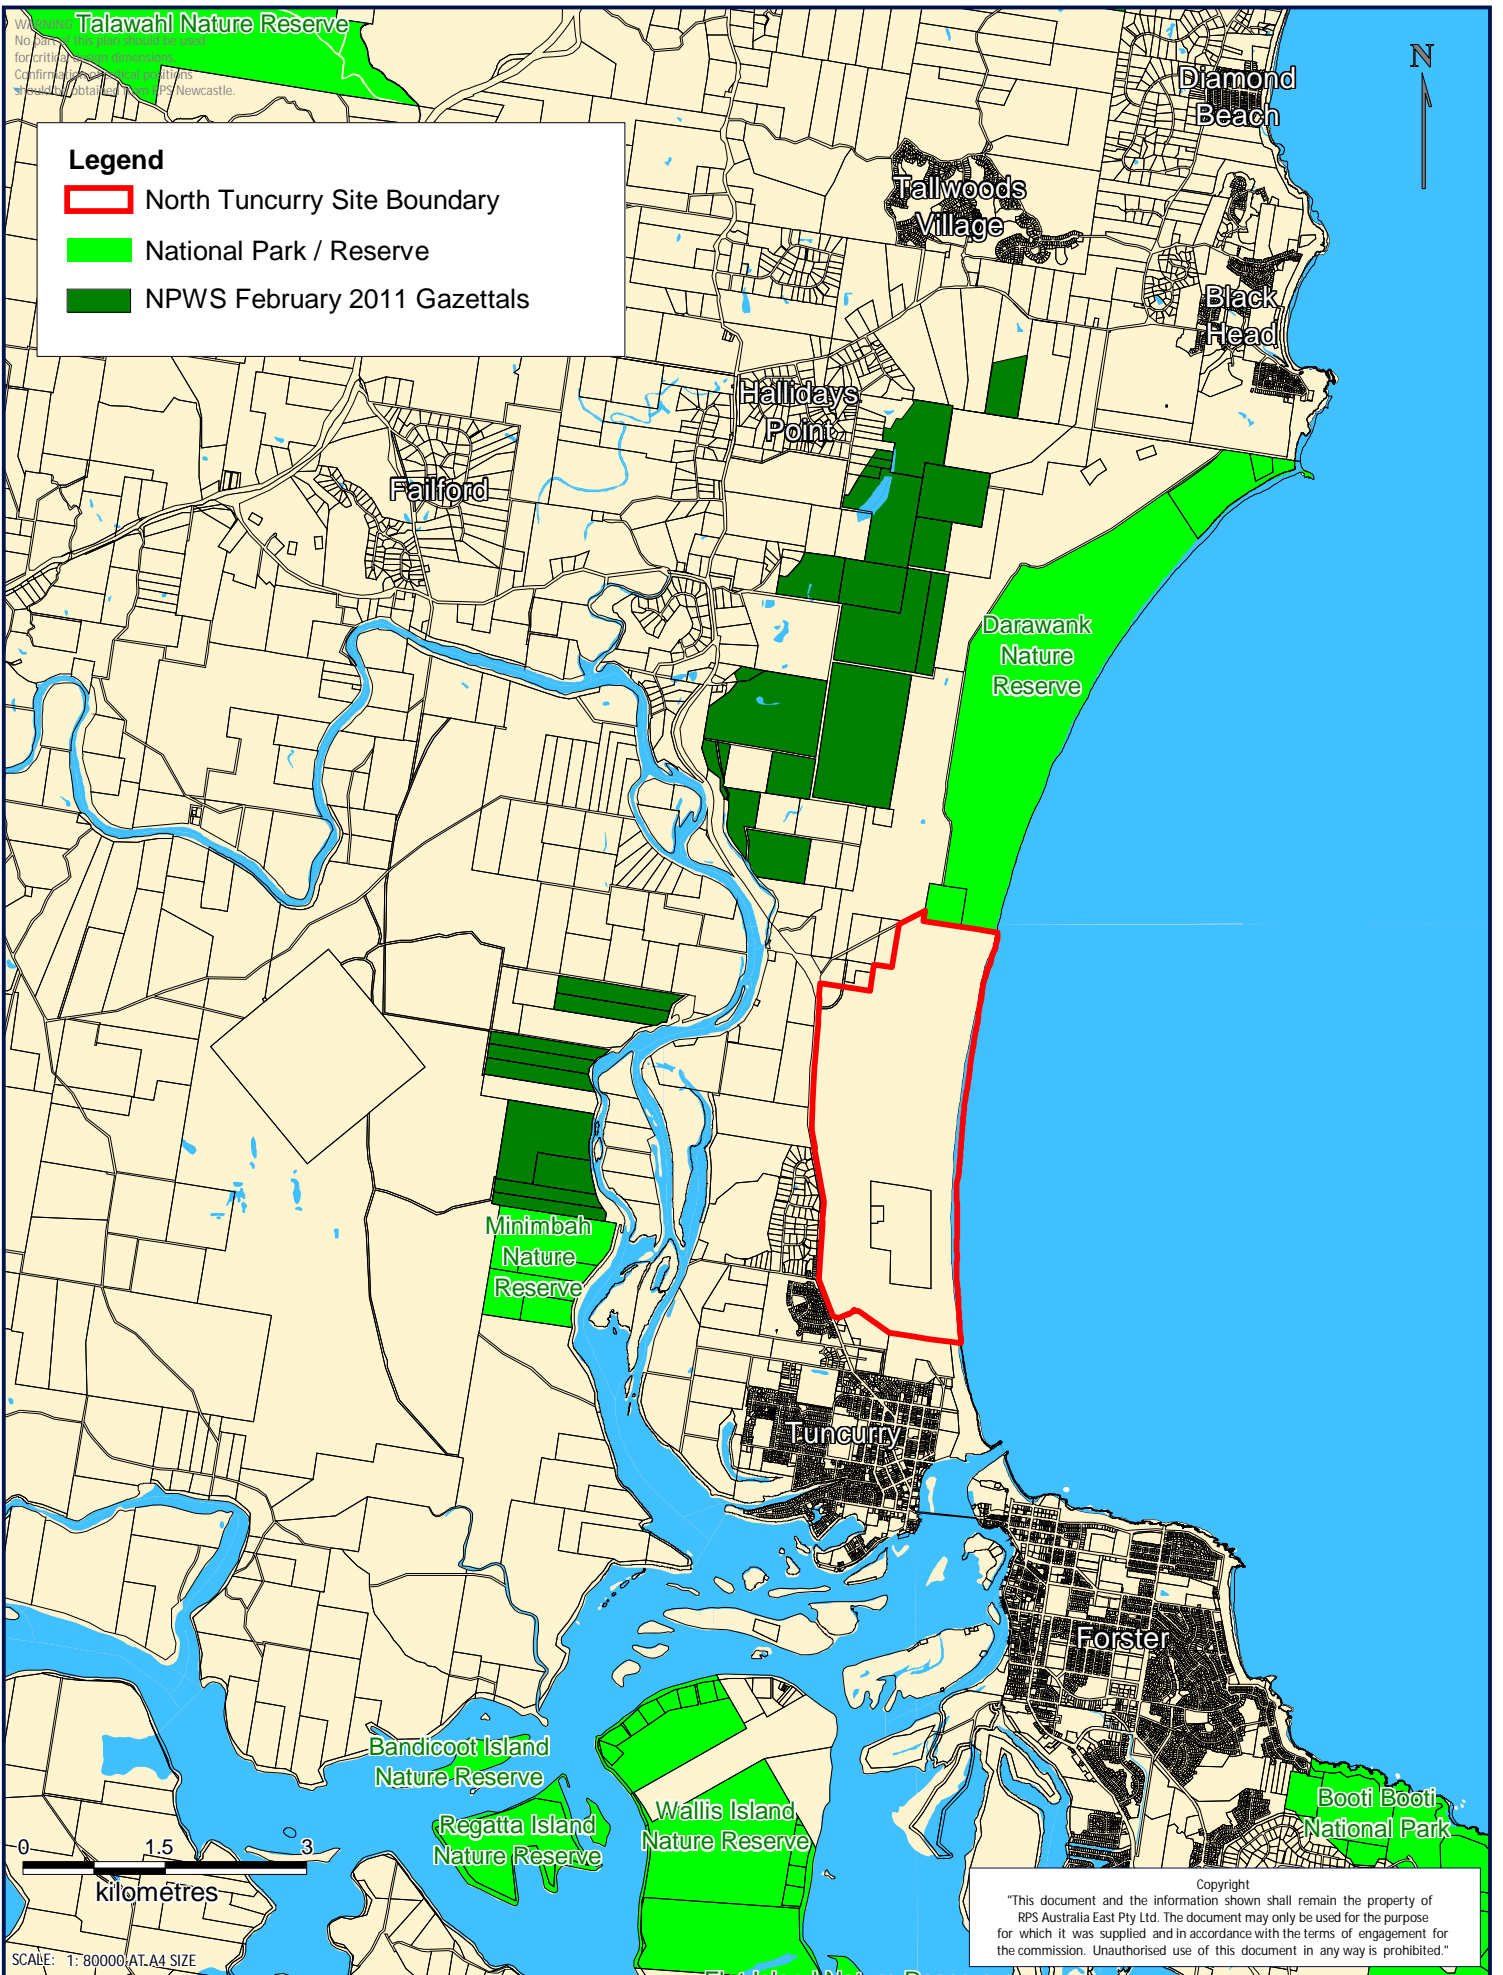 WARNING
No part of this plan should be used
for critical design dimensions.
Confirmation of critical positions
should be obtained from RPS Newcastle.
Talawahl Nature Reserve
N
Diamond
Beach
Legend
North Tuncurry Site Boundary
National Park / Reserve
NPWS February 2011 Gazettals
Tallwoods
Village
Black
Head
Hallidays
Point
Failford
Darawank
Nature
Reserve
Minimbah
Nature
Reserve
Tuncurry
Forster
Bandicoot Island
Nature Reserve
Regatta Island
Nature Reserve
Wallis Island
Nature Reserve
Booti Booti
National Park
0 1.5 3
kilometres
SCALE: 1: 80000 AT A4 SIZE
Copyright
"This document and the information shown shall remain the property of
RPS Australia East Pty Ltd. The document may only be used for the purpose
for which it was supplied and in accordance with the terms of engagement for
the commission. Unauthorised use of this document in any way is prohibited."